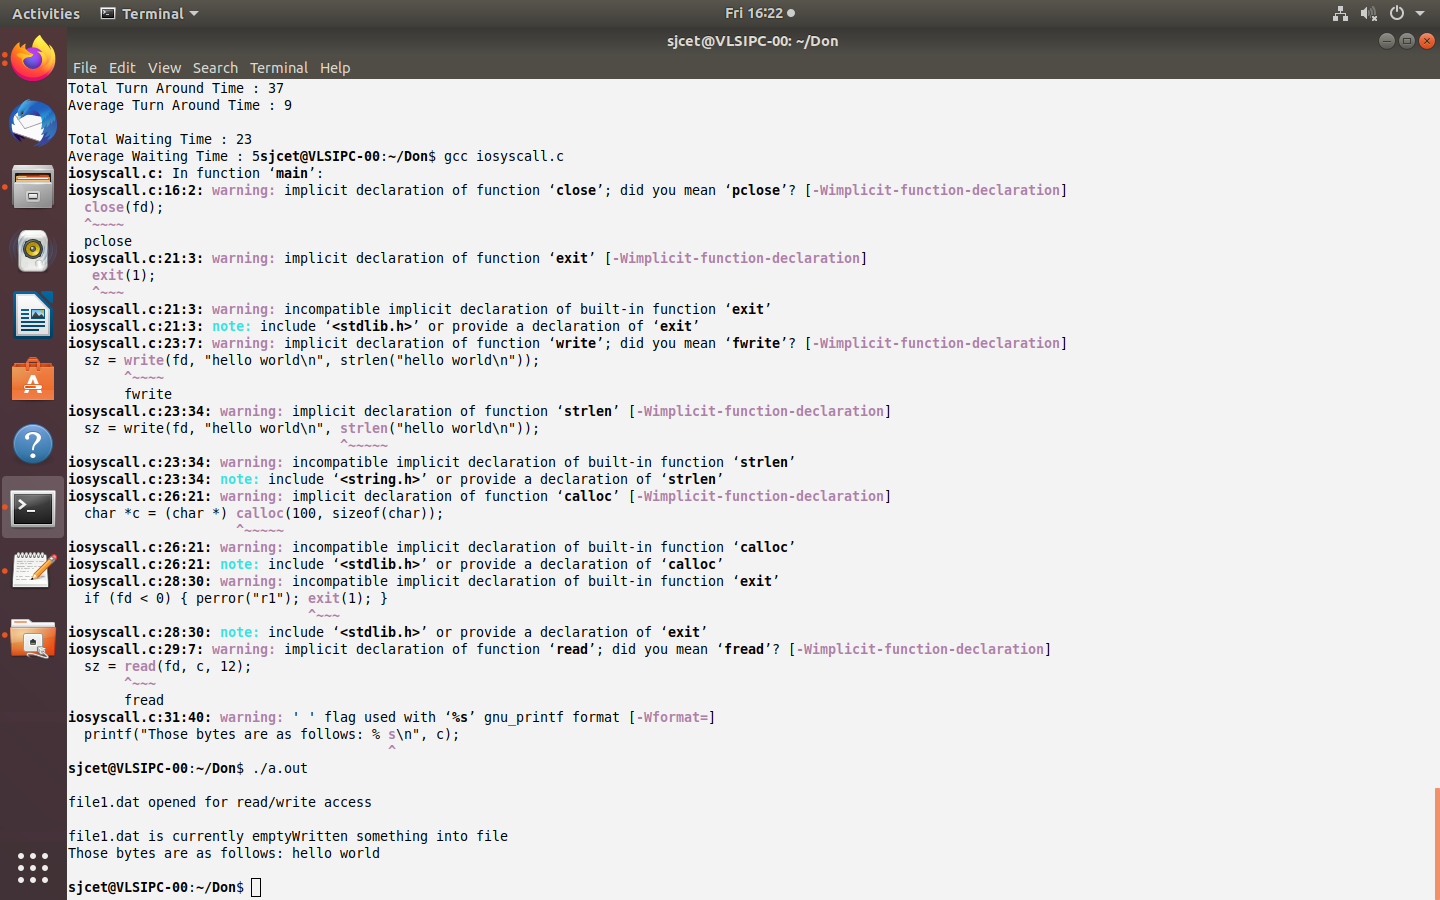 Activities Terminal Fri 16:22
sjcet@VLSIPC-00: ~/Don
File Edit View Search Terminal Help
Total Turn Around Time : 37
Average Turn Around Time : 9
Total Waiting Time : 23
Average Waiting Time : 5sjcet@VLSIPC-00:~/Don$ gcc iosyscall.c
iosyscall.c: In function ‘main’:
iosyscall.c:16:2: warning: implicit declaration of function ‘close’; did you mean ‘pclose’? [-Wimplicit-function-declaration]
  close(fd);
  ^~~~~
  pclose
iosyscall.c:21:3: warning: implicit declaration of function ‘exit’ [-Wimplicit-function-declaration]
   exit(1);
   ^~~~
iosyscall.c:21:3: warning: incompatible implicit declaration of built-in function ‘exit’
iosyscall.c:21:3: note: include ‘<stdlib.h>’ or provide a declaration of ‘exit’
iosyscall.c:23:7: warning: implicit declaration of function ‘write’; did you mean ‘fwrite’? [-Wimplicit-function-declaration]
  sz = write(fd, "hello world\n", strlen("hello world\n"));
       ^~~~~
       fwrite
iosyscall.c:23:34: warning: implicit declaration of function ‘strlen’ [-Wimplicit-function-declaration]
  sz = write(fd, "hello world\n", strlen("hello world\n"));
                                  ^~~~~~
iosyscall.c:23:34: warning: incompatible implicit declaration of built-in function ‘strlen’
iosyscall.c:23:34: note: include ‘<string.h>’ or provide a declaration of ‘strlen’
iosyscall.c:26:21: warning: implicit declaration of function ‘calloc’ [-Wimplicit-function-declaration]
  char *c = (char *) calloc(100, sizeof(char));
                     ^~~~~~
iosyscall.c:26:21: warning: incompatible implicit declaration of built-in function ‘calloc’
iosyscall.c:26:21: note: include ‘<stdlib.h>’ or provide a declaration of ‘calloc’
iosyscall.c:28:30: warning: incompatible implicit declaration of built-in function ‘exit’
  if (fd < 0) { perror("r1"); exit(1); }
                              ^~~~
iosyscall.c:28:30: note: include ‘<stdlib.h>’ or provide a declaration of ‘exit’
iosyscall.c:29:7: warning: implicit declaration of function ‘read’; did you mean ‘fread’? [-Wimplicit-function-declaration]
  sz = read(fd, c, 12);
       ^~~~
       fread
iosyscall.c:31:40: warning: ' ' flag used with ‘%s’ gnu_printf format [-Wformat=]
  printf("Those bytes are as follows: % s\n", c);
                                        ^
sjcet@VLSIPC-00:~/Don$ ./a.out
file1.dat opened for read/write access
file1.dat is currently emptyWritten something into file
Those bytes are as follows: hello world
sjcet@VLSIPC-00:~/Don$